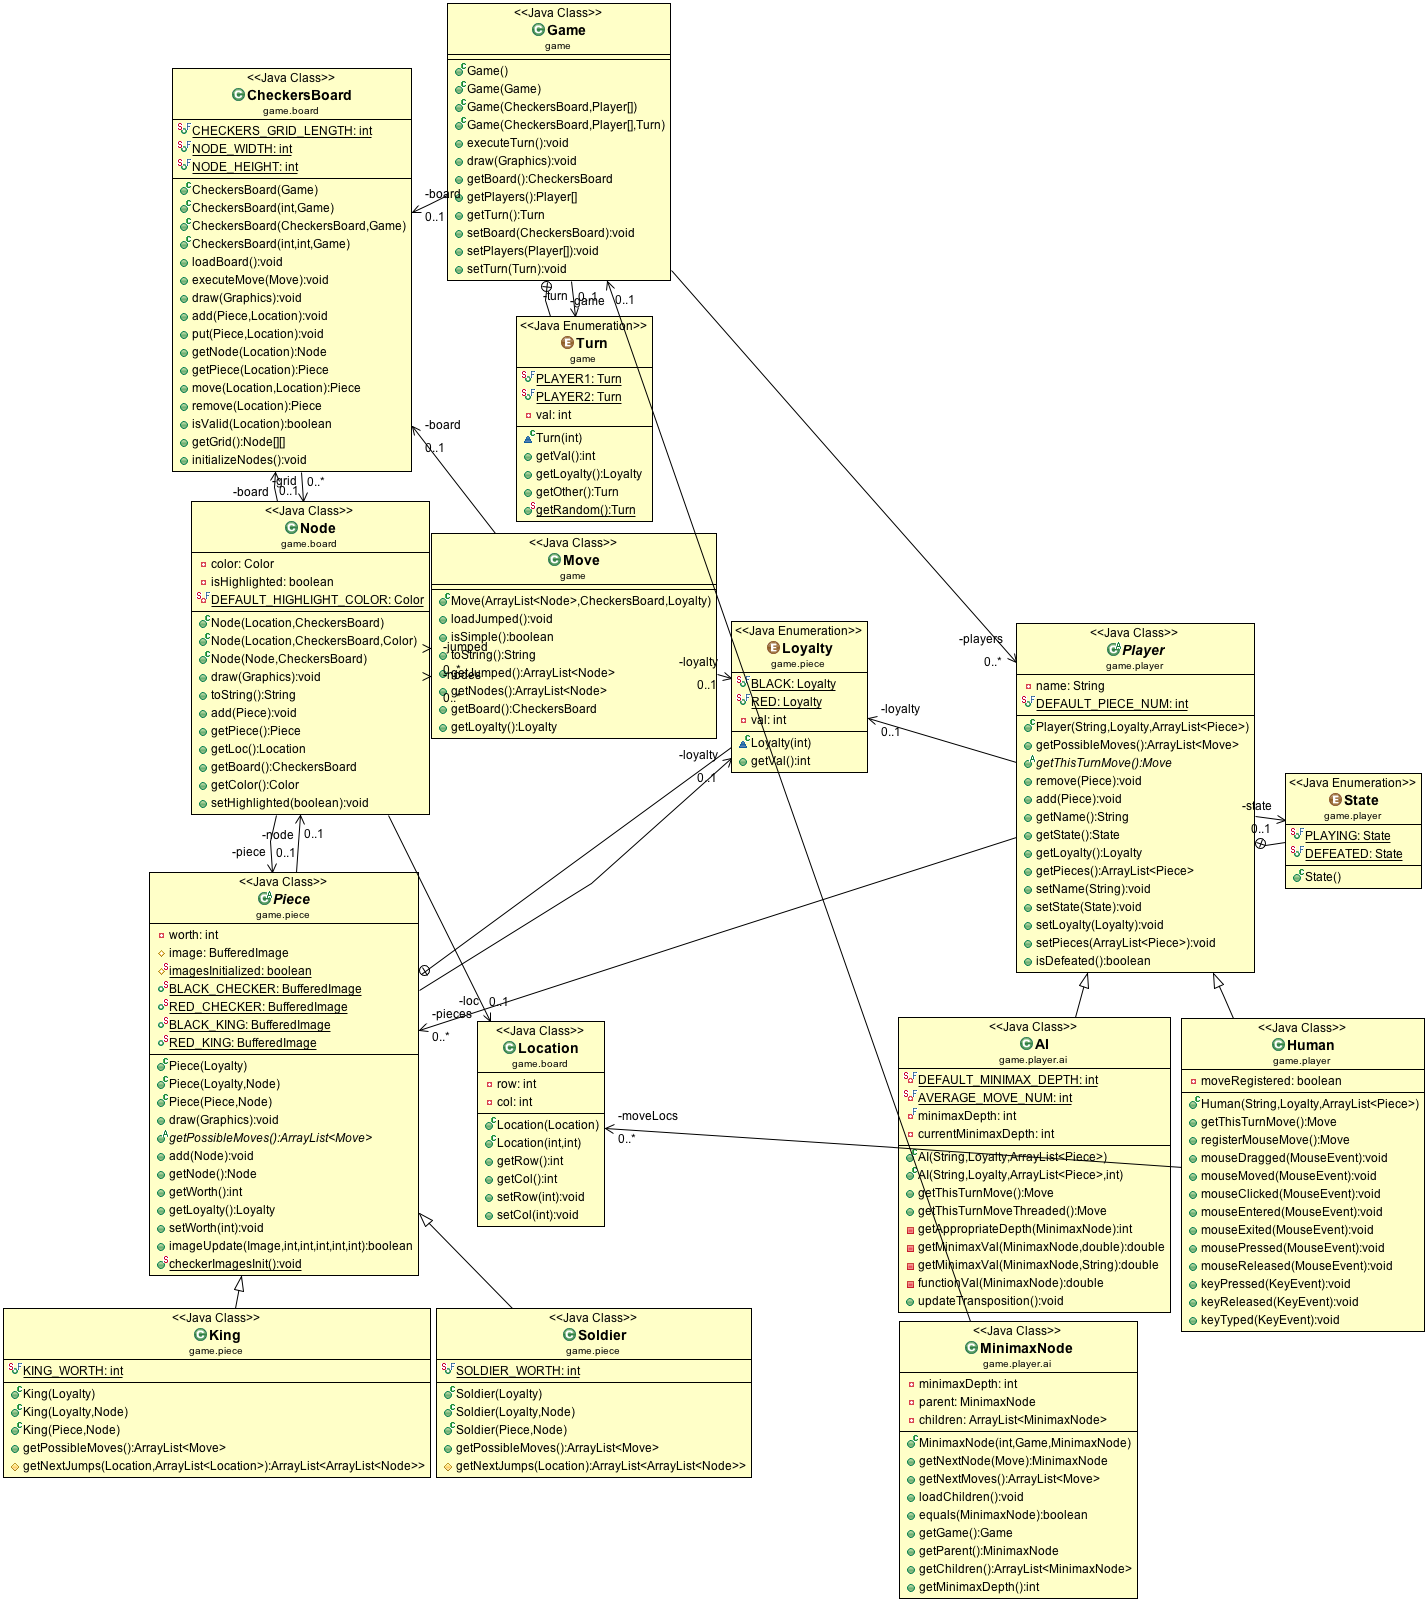 <<Java Class>>
Game
game
Game()
Game(Game)
Game(CheckersBoard,Player[])
Game(CheckersBoard,Player[],Turn)
executeTurn():void
draw(Graphics):void
getBoard():CheckersBoard
getPlayers():Player[]
getTurn():Turn
setBoard(CheckersBoard):void
setPlayers(Player[]):void
setTurn(Turn):void
<<Java Class>>
CheckersBoard
game.board
CHECKERS_GRID_LENGTH: int
NODE_WIDTH: int
NODE_HEIGHT: int
CheckersBoard(Game)
CheckersBoard(int,Game)
CheckersBoard(CheckersBoard,Game)
CheckersBoard(int,int,Game)
loadBoard():void
executeMove(Move):void
draw(Graphics):void
add(Piece,Location):void
put(Piece,Location):void
getNode(Location):Node
getPiece(Location):Piece
move(Location,Location):Piece
remove(Location):Piece
isValid(Location):boolean
getGrid():Node[][]
initializeNodes():void
-board
0..1
-turn
0..1
-game
0..1
<<Java Enumeration>>
Turn
game
PLAYER1: Turn
PLAYER2: Turn
val: int
Turn(int)
getVal():int
getLoyalty():Loyalty
getOther():Turn
getRandom():Turn
-board
0..1
-grid
0..*
-board
0..1
<<Java Class>>
Node
game.board
color: Color
isHighlighted: boolean
DEFAULT_HIGHLIGHT_COLOR: Color
Node(Location,CheckersBoard)
Node(Location,CheckersBoard,Color)
Node(Node,CheckersBoard)
draw(Graphics):void
toString():String
add(Piece):void
getPiece():Piece
getLoc():Location
getBoard():CheckersBoard
getColor():Color
setHighlighted(boolean):void
<<Java Class>>
Move
game
Move(ArrayList<Node>,CheckersBoard,Loyalty)
loadJumped():void
isSimple():boolean
toString():String
getJumped():ArrayList<Node>
getNodes():ArrayList<Node>
getBoard():CheckersBoard
getLoyalty():Loyalty
-jumped
0..*
-nodes
0..*
-loyalty
0..1
<<Java Enumeration>>
Loyalty
game.piece
BLACK: Loyalty
RED: Loyalty
val: int
Loyalty(int)
getVal():int
-loyalty
0..1
-loyalty
0..1
-players
0..*
<<Java Class>>
Player
game.player
name: String
DEFAULT_PIECE_NUM: int
Player(String,Loyalty,ArrayList<Piece>)
getPossibleMoves():ArrayList<Move>
getThisTurnMove():Move
remove(Piece):void
add(Piece):void
getName():String
getState():State
getLoyalty():Loyalty
getPieces():ArrayList<Piece>
setName(String):void
setState(State):void
setLoyalty(Loyalty):void
setPieces(ArrayList<Piece>):void
isDefeated():boolean
-state
0..1
<<Java Enumeration>>
State
game.player
PLAYING: State
DEFEATED: State
State()
-node
0..1
-piece
0..1
<<Java Class>>
Piece
game.piece
worth: int
image: BufferedImage
imagesInitialized: boolean
BLACK_CHECKER: BufferedImage
RED_CHECKER: BufferedImage
BLACK_KING: BufferedImage
RED_KING: BufferedImage
Piece(Loyalty)
Piece(Loyalty,Node)
Piece(Piece,Node)
draw(Graphics):void
getPossibleMoves():ArrayList<Move>
add(Node):void
getNode():Node
getWorth():int
getLoyalty():Loyalty
setWorth(int):void
imageUpdate(Image,int,int,int,int,int):boolean
checkerImagesInit():void
-loc
0..1
-pieces
0..*
<<Java Class>>
Location
game.board
row: int
col: int
Location(Location)
Location(int,int)
getRow():int
getCol():int
setRow(int):void
setCol(int):void
-moveLocs
0..*
<<Java Class>>
AI
game.player.ai
DEFAULT_MINIMAX_DEPTH: int
AVERAGE_MOVE_NUM: int
minimaxDepth: int
currentMinimaxDepth: int
AI(String,Loyalty,ArrayList<Piece>)
AI(String,Loyalty,ArrayList<Piece>,int)
getThisTurnMove():Move
getThisTurnMoveThreaded():Move
getAppropriateDepth(MinimaxNode):int
getMinimaxVal(MinimaxNode,double):double
getMinimaxVal(MinimaxNode,String):double
functionVal(MinimaxNode):double
updateTransposition():void
<<Java Class>>
Human
game.player
moveRegistered: boolean
Human(String,Loyalty,ArrayList<Piece>)
getThisTurnMove():Move
registerMouseMove():Move
mouseDragged(MouseEvent):void
mouseMoved(MouseEvent):void
mouseClicked(MouseEvent):void
mouseEntered(MouseEvent):void
mouseExited(MouseEvent):void
mousePressed(MouseEvent):void
mouseReleased(MouseEvent):void
keyPressed(KeyEvent):void
keyReleased(KeyEvent):void
keyTyped(KeyEvent):void
<<Java Class>>
King
game.piece
KING_WORTH: int
King(Loyalty)
King(Loyalty,Node)
King(Piece,Node)
getPossibleMoves():ArrayList<Move>
getNextJumps(Location,ArrayList<Location>):ArrayList<ArrayList<Node>>
<<Java Class>>
Soldier
game.piece
SOLDIER_WORTH: int
Soldier(Loyalty)
Soldier(Loyalty,Node)
Soldier(Piece,Node)
getPossibleMoves():ArrayList<Move>
getNextJumps(Location):ArrayList<ArrayList<Node>>
<<Java Class>>
MinimaxNode
game.player.ai
minimaxDepth: int
parent: MinimaxNode
children: ArrayList<MinimaxNode>
MinimaxNode(int,Game,MinimaxNode)
getNextNode(Move):MinimaxNode
getNextMoves():ArrayList<Move>
loadChildren():void
equals(MinimaxNode):boolean
getGame():Game
getParent():MinimaxNode
getChildren():ArrayList<MinimaxNode>
getMinimaxDepth():int